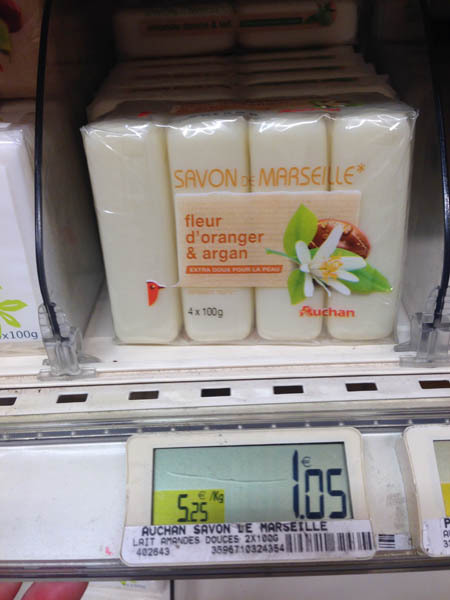 SAVON DE MARSEILLE*
fleur
d'oranger
& argan
EXTRA DOUX POUR LA PEAU
4 x 100g
Auchan
x100g
5.25 €/Kg
1.05 €
AUCHAN SAVON DE MARSEILLE
LAIT AMANDES DOUCES 2X100G
402643 3596710324354